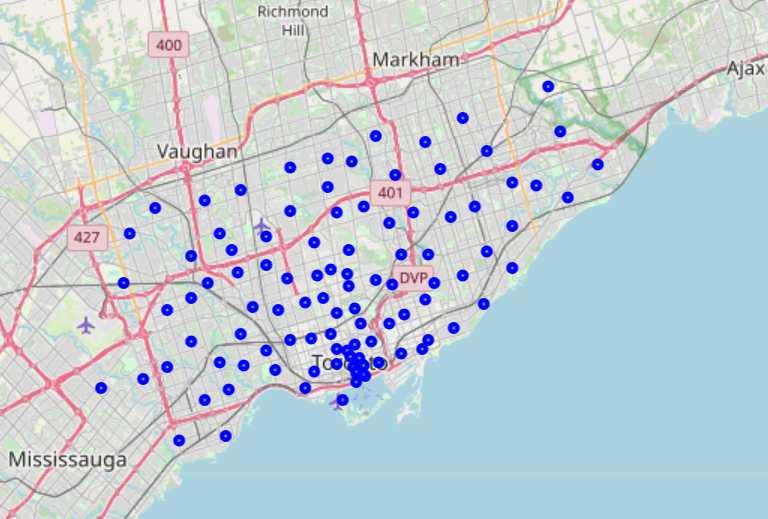 Richmond
Hill
400
Markham
Ajax
Vaughan
401
427
DVP
Toronto
Mississauga